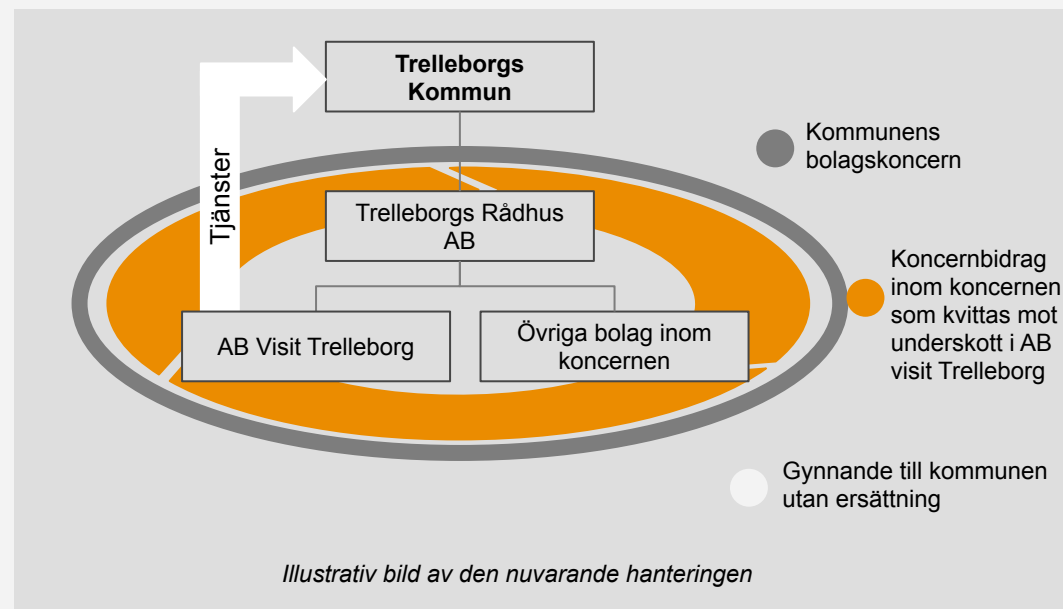 Trelleborgs
Kommun
Tjänster
Kommunens
bolagskoncern
Trelleborgs Rådhus
AB
Koncernbidrag
inom koncernen
som kvittas mot
underskott i AB
visit Trelleborg
AB Visit Trelleborg
Övriga bolag inom
koncernen
Gynnande till kommunen
utan ersättning
Illustrativ bild av den nuvarande hanteringen